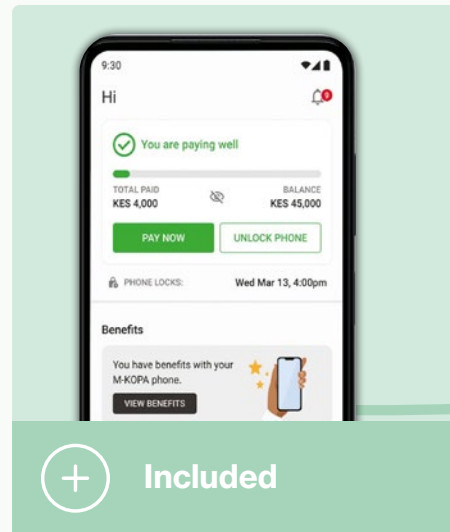 9:30
Hi
9
You are paying well
TOTAL PAID
BALANCE
KES 4,000
KES 45,000
PAY NOW
UNLOCK PHONE
PHONE LOCKS:
Wed Mar 13, 4:00pm
Benefits
You have benefits with your
M-KOPA phone.
VIEW BENEFITS
Included